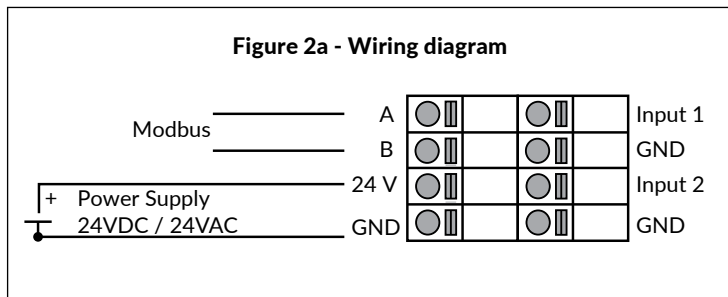 Figure 2a - Wiring diagram
A
Input 1
Modbus
B
GND
24 V
Input 2
+ Power Supply
24VDC / 24VAC
GND
GND